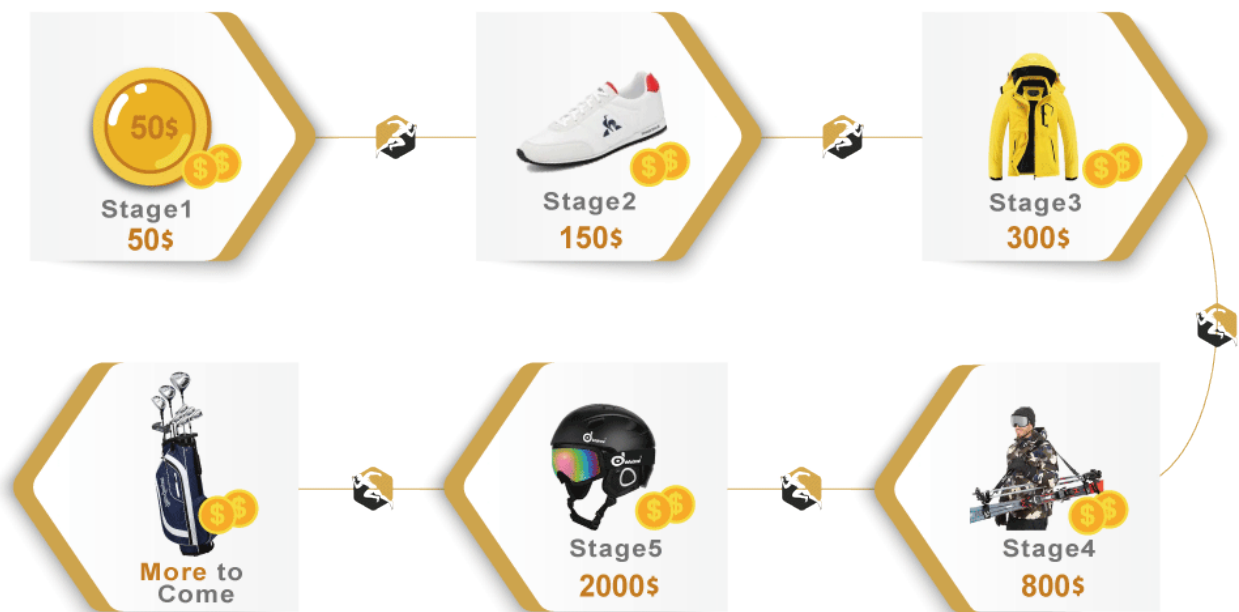 50$
$ $
Stage1
50$
$ $
Stage2
150$
$ $
Stage3
300$
$ $
More to
Come
$ $
Stage5
2000$
$ $
Stage4
800$